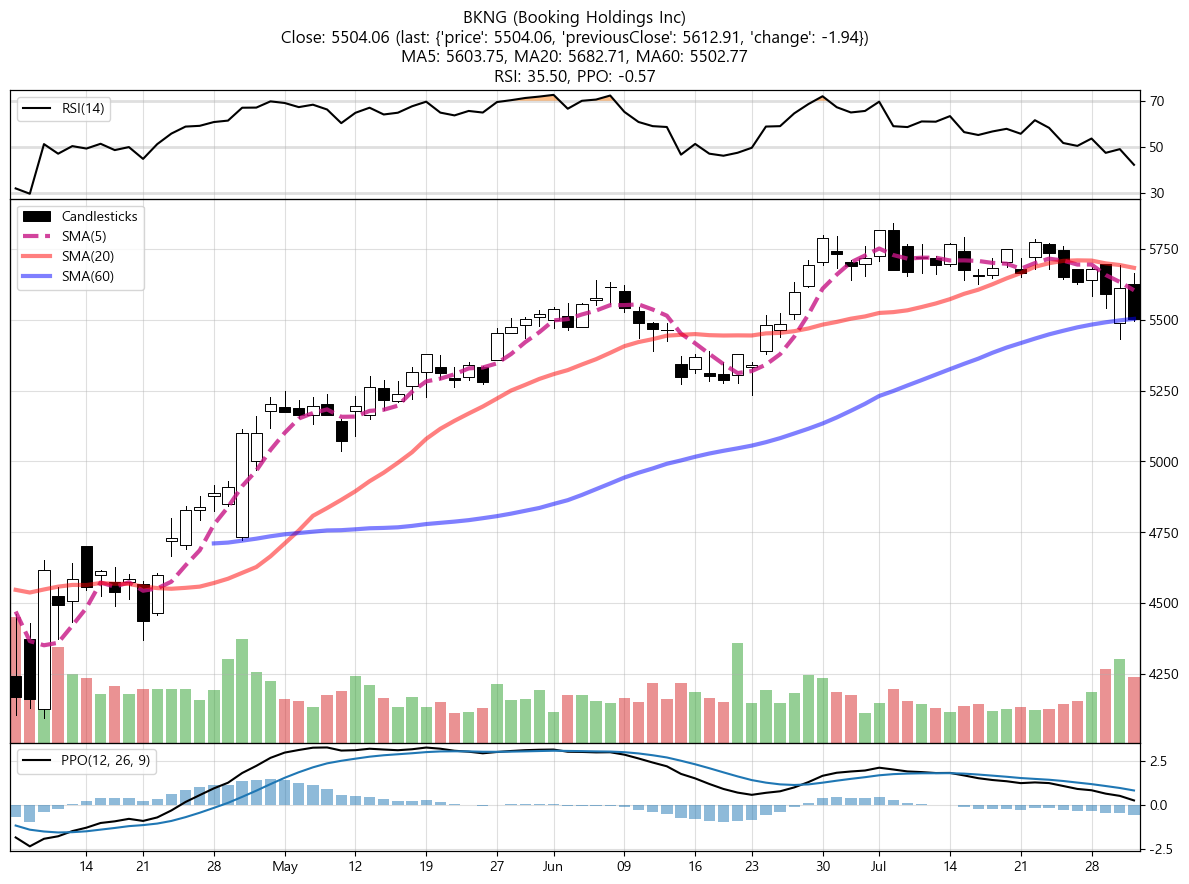 BKNG (Booking Holdings Inc)
Close: 5504.06 (last: {'price': 5504.06, 'previousClose': 5612.91, 'change': -1.94})
MA5: 5603.75, MA20: 5682.71, MA60: 5502.77
RSI: 35.50, PPO: -0.57
RSI(14)
70
50
30
Candlesticks
SMA(5)
SMA(20)
SMA(60)
5750
5500
5250
5000
4750
4500
4250
PPO(12, 26, 9)
2.5
0.0
-2.5
14 21 28 May 12 19 27 Jun 09 16 23 30 Jul 14 21 28